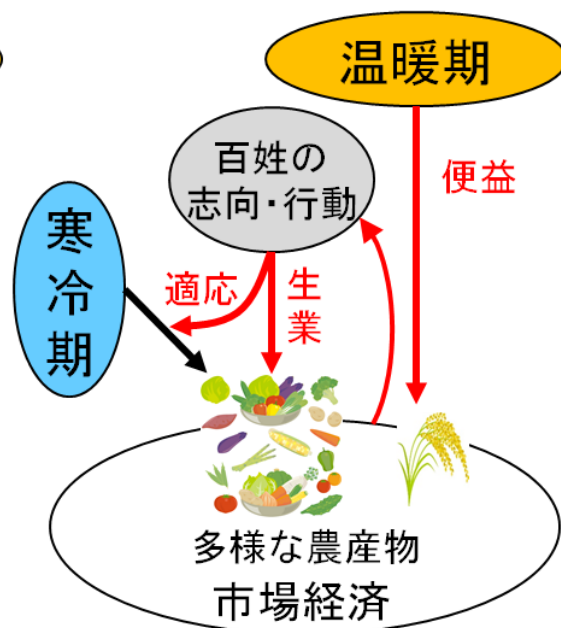 温暖期
百姓の
志向・行動
便益
寒冷期
適応
生業
多様な農産物
市場経済